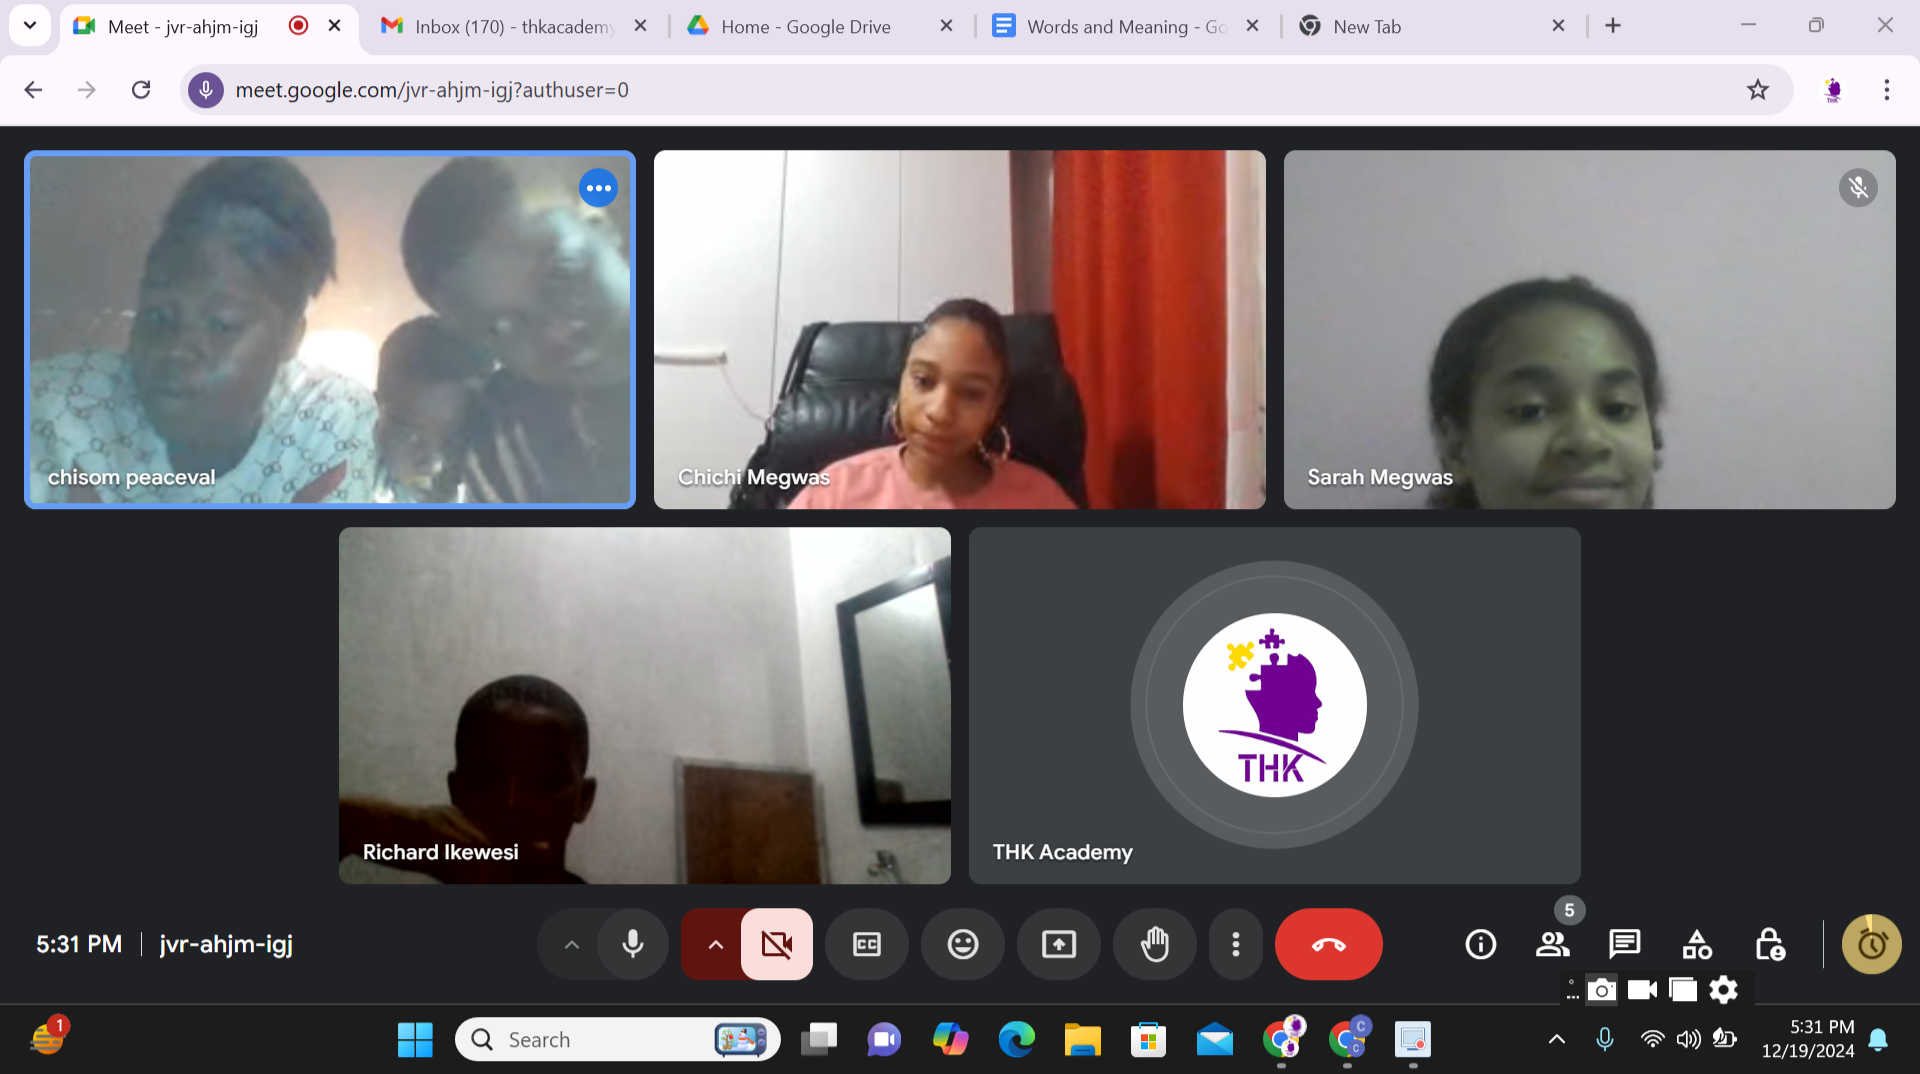 Meet - jvr-ahjm-igj
Inbox (170) - thkacademy
Home - Google Drive
Words and Meaning - Go
New Tab
meet.google.com/jvr-ahjm-igj?authuser=0
THK
chisom peaceval
Chichi Megwas
Sarah Megwas
Richard Ikewesi
THK
THK Academy
5:31 PM
jvr-ahjm-igj
CC
5
1
Search
C
C
5:31 PM
12/19/2024